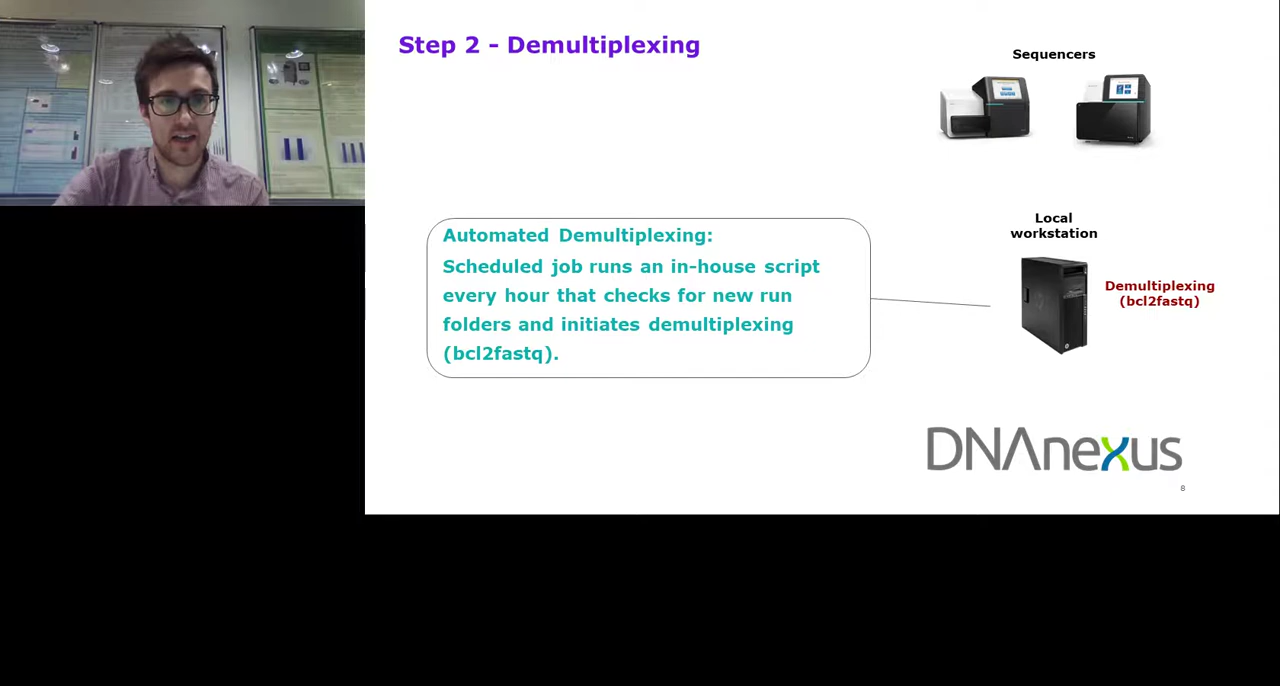 Step 2 - Demultiplexing
Sequencers
Automated Demultiplexing:
Scheduled job runs an in-house script
every hour that checks for new run
folders and initiates demultiplexing
(bcl2fastq).
Local
workstation
Demultiplexing
(bcl2fastq)
DNAnexus
8